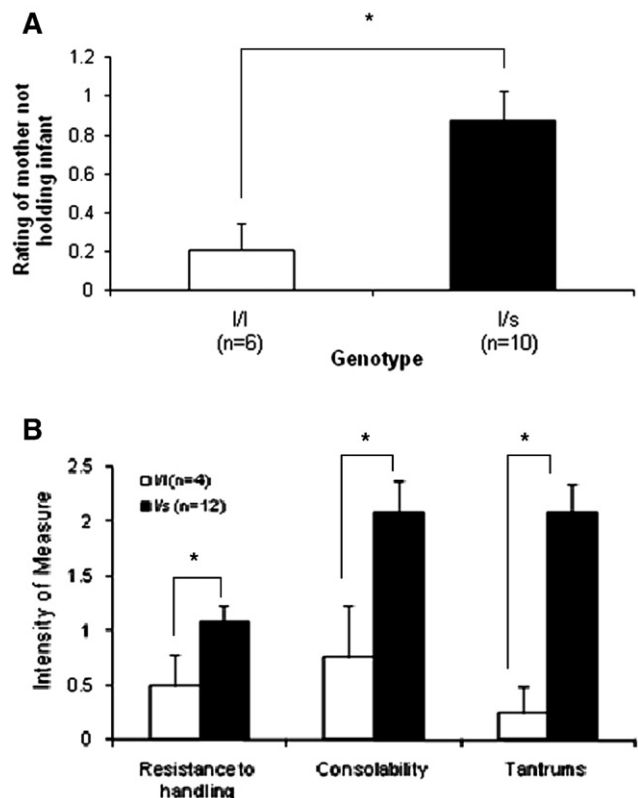 A
*
Rating of mother not
holding infant
1.2
1
0.8
0.6
0.4
0.2
0
l/l
(n=6)
l/s
(n=10)
Genotype
B
Intensity of Measure
2.5
2
1.5
1
0.5
0
l/l(n=4)
l/s (n=12)
*
*
*
Resistance to
handling
Consolability
Tantrums